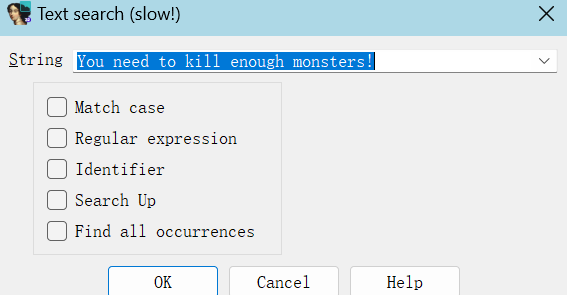 Text search (slow!)
String You need to kill enough monsters!
Match case
Regular expression
Identifier
Search Up
Find all occurrences
OK Cancel Help